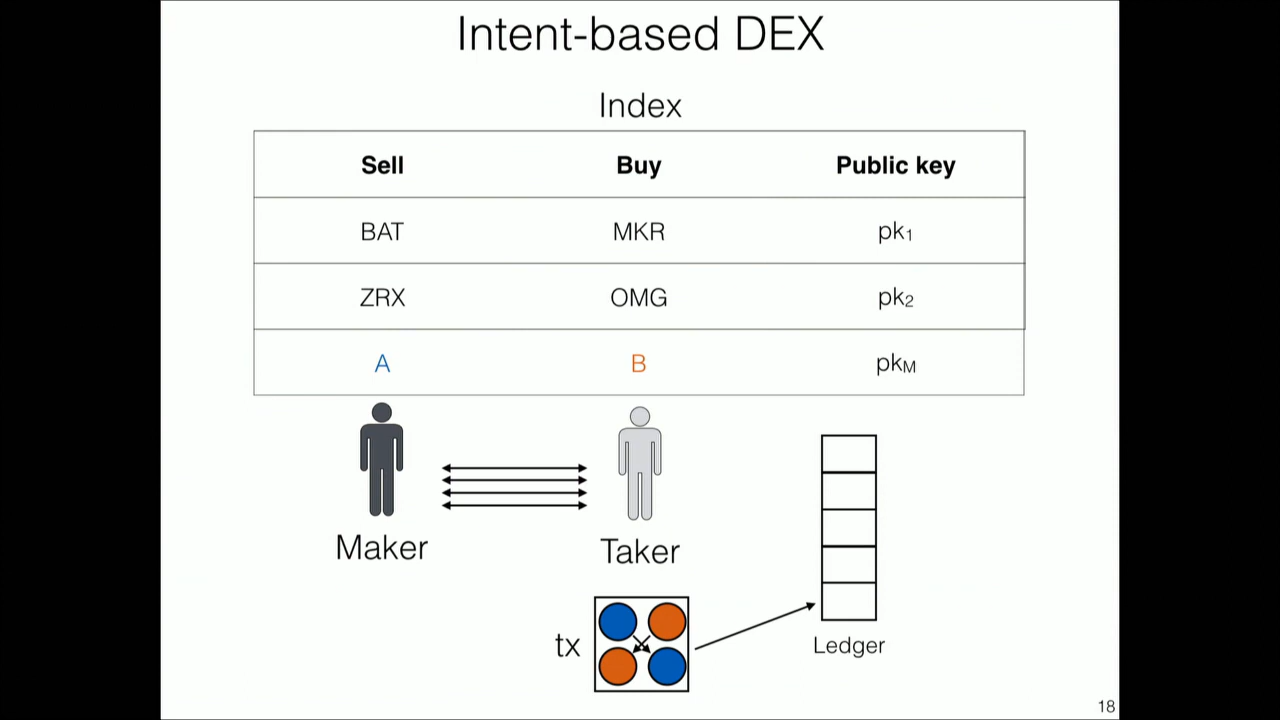 Intent-based DEX
Index
Sell Buy Public key
BAT MKR pk₁
ZRX OMG pk₂
A B pkM
Maker
Taker
tx
Ledger
18